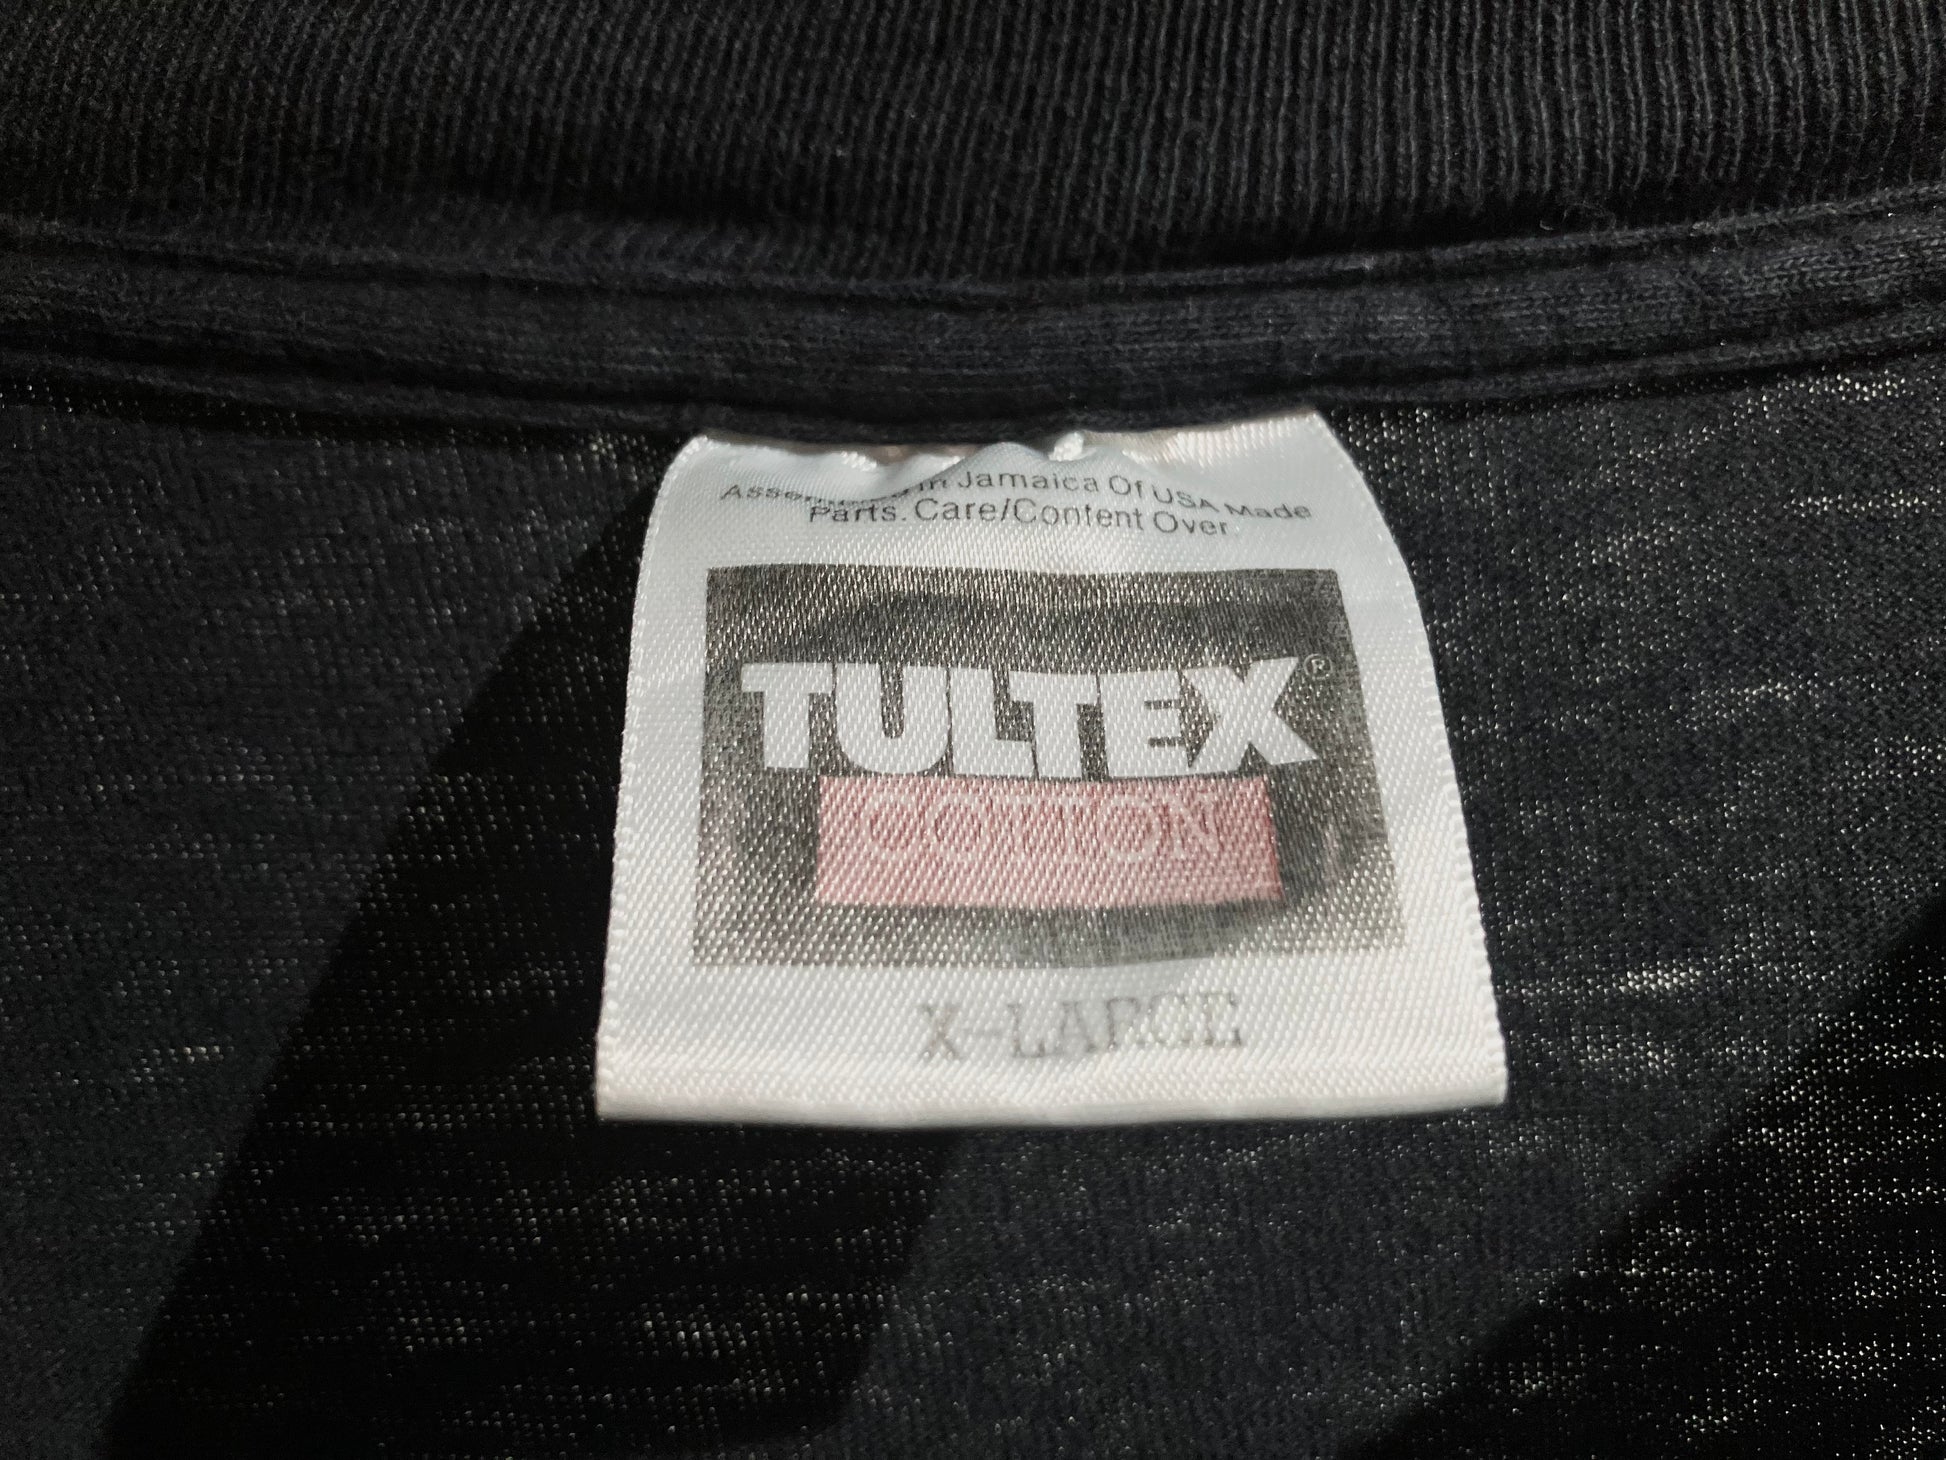 Assembled in Jamaica Of USA Made
Parts. Care/Content Over
TULTEX®
COTTON
X-LARGE